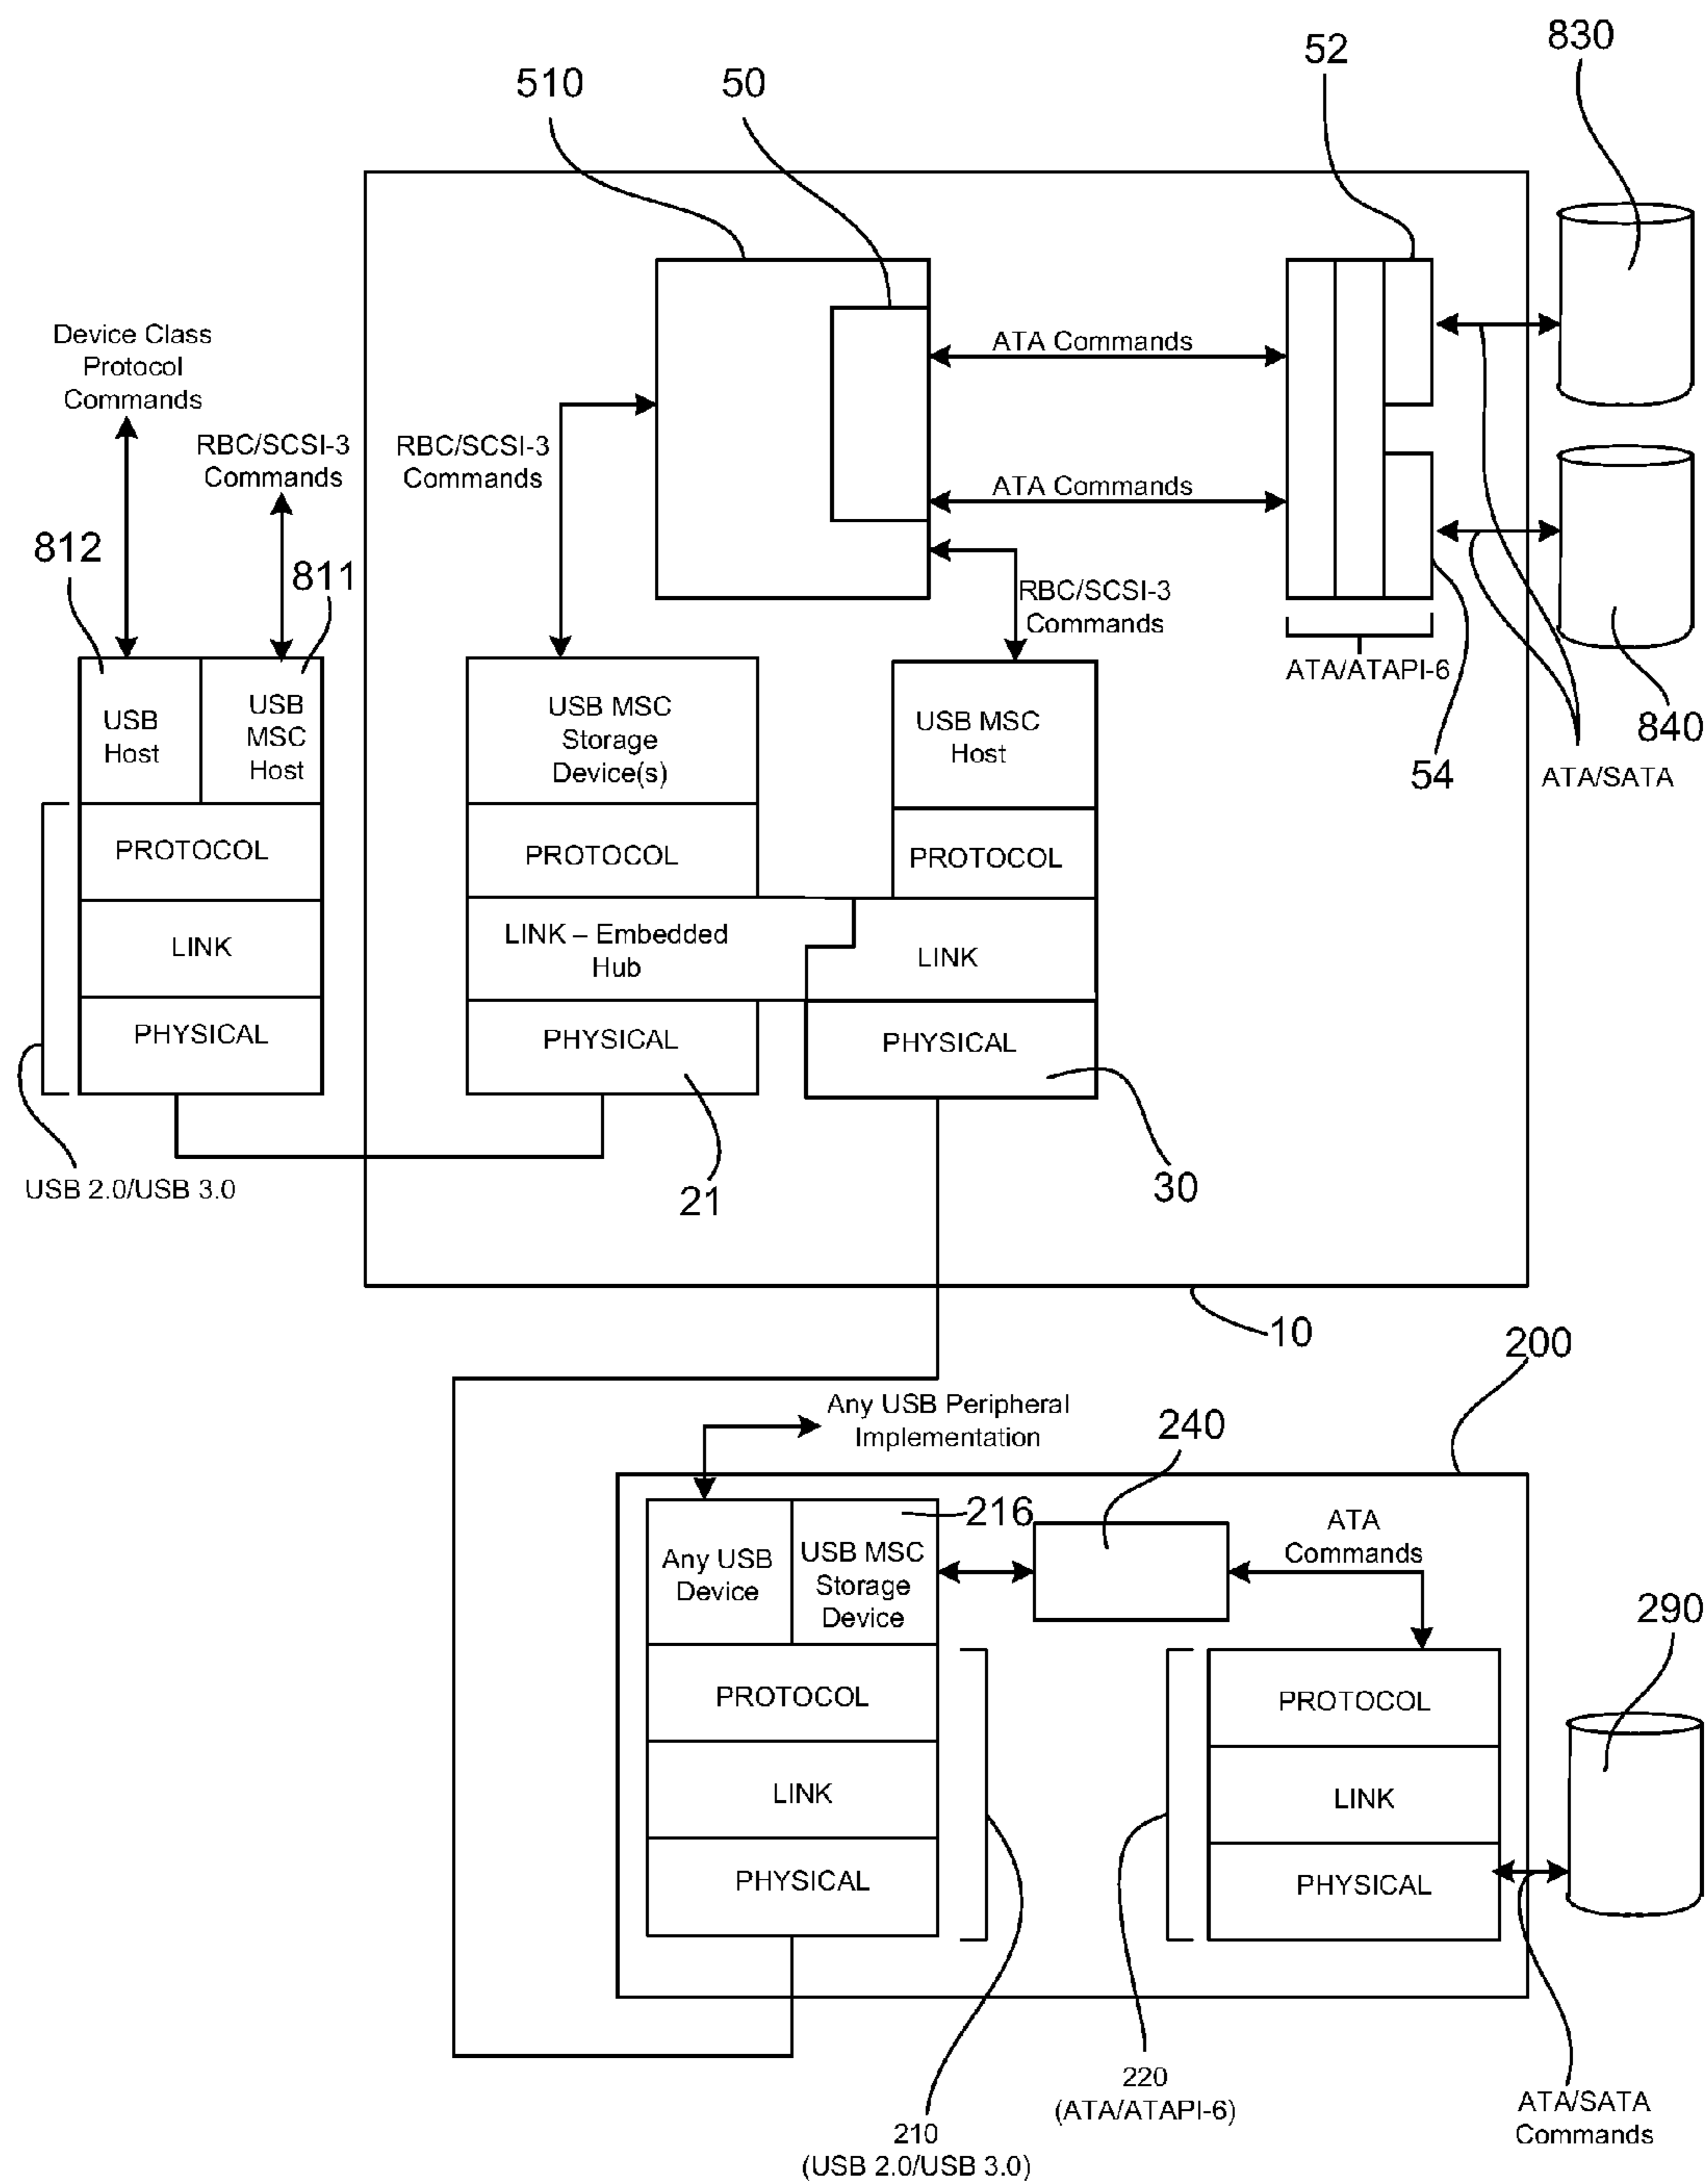 830
52
510
50
Device Class
Protocol
Commands
ATA Commands
RBC/SCSI-3
Commands
RBC/SCSI-3
Commands
ATA Commands
812
811
RBC/SCSI-3
Commands
ATA/ATAPI-6
54
840
ATA/SATA
USB
Host
USB
MSC
Host
USB MSC
Storage
Device(s)
USB MSC
Host
PROTOCOL
PROTOCOL
PROTOCOL
LINK
LINK – Embedded
Hub
LINK
PHYSICAL
PHYSICAL
PHYSICAL
USB 2.0/USB 3.0
21
30
10
200
Any USB Peripheral
Implementation
240
216
ATA
Commands
Any USB
Device
USB MSC
Storage
Device
290
PROTOCOL
PROTOCOL
LINK
LINK
PHYSICAL
PHYSICAL
220
(ATA/ATAPI-6)
ATA/SATA
Commands
210
(USB 2.0/USB 3.0)